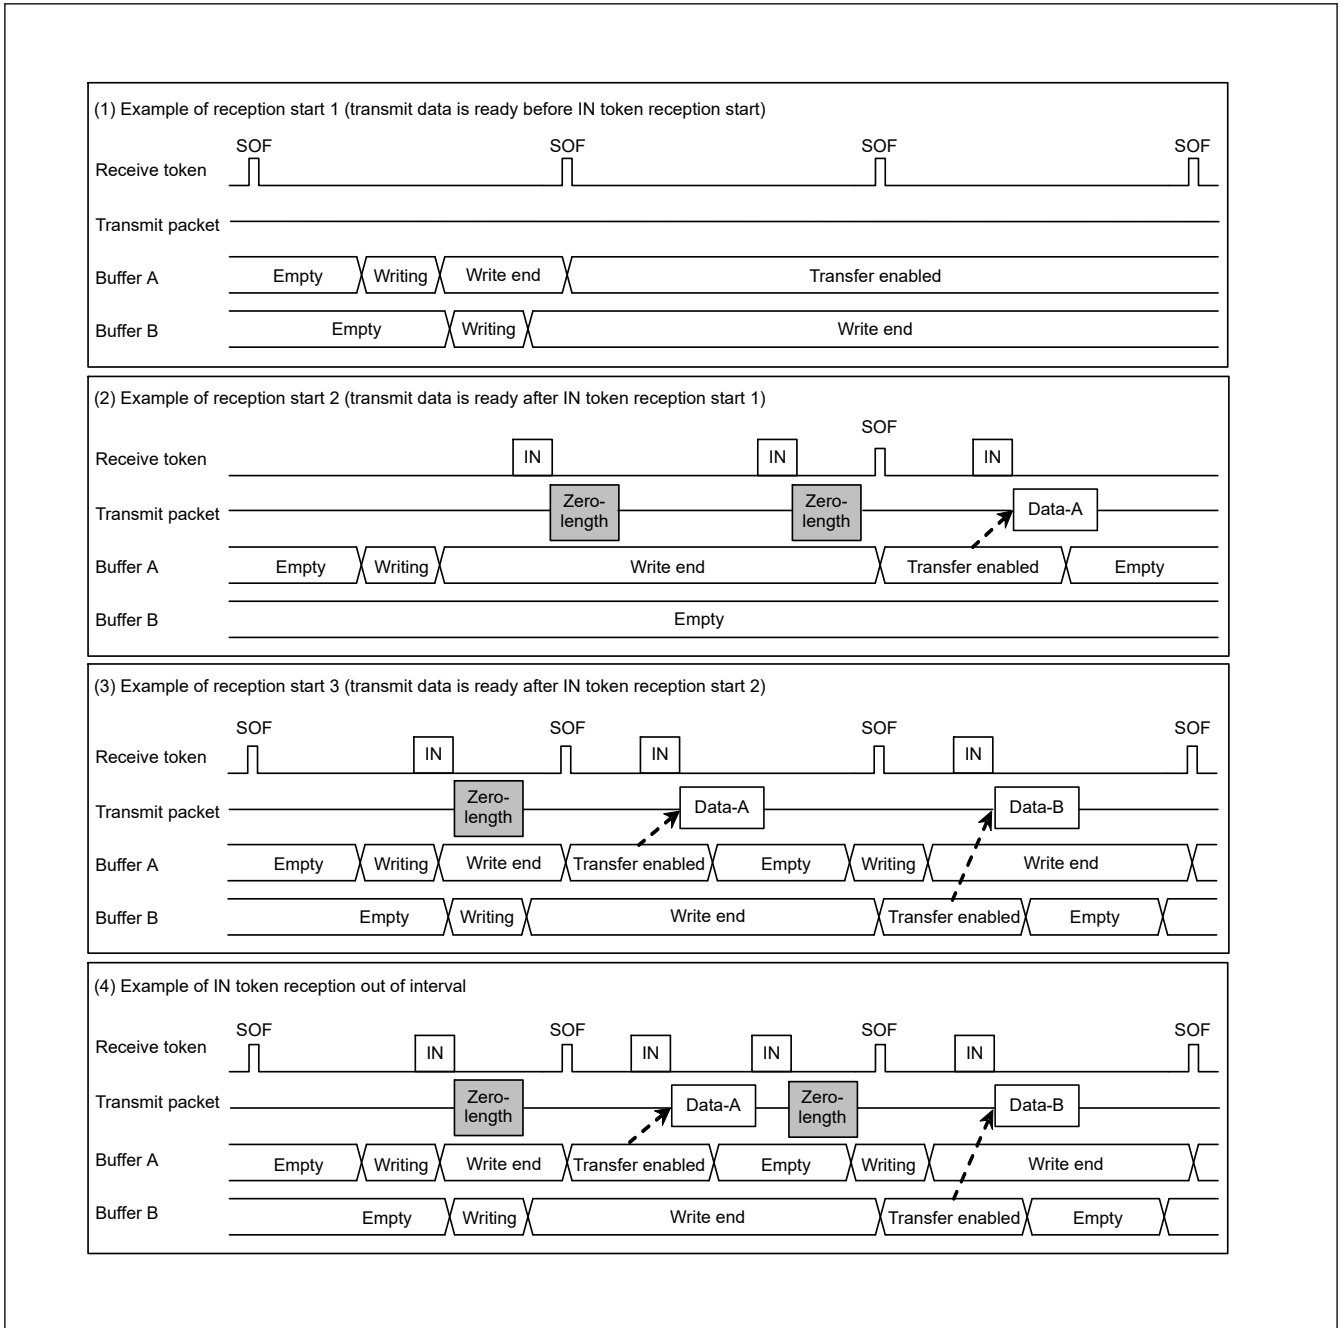 (1) Example of reception start 1 (transmit data is ready before IN token reception start)
SOF SOF SOF SOF
Receive token
Transmit packet
Buffer A Empty Writing Write end Transfer enabled
Buffer B Empty Writing Write end
(2) Example of reception start 2 (transmit data is ready after IN token reception start 1)
SOF
Receive token IN IN IN
Zero- Zero-
Transmit packet Data-A
length length
Buffer A Empty Writing Write end Transfer enabled Empty
Buffer B Empty
(3) Example of reception start 3 (transmit data is ready after IN token reception start 2)
SOF SOF SOF SOF
Receive token IN IN IN
Zero-
Transmit packet Data-A Data-B
length
Buffer A Empty Writing Write end Transfer enabled Empty Writing Write end
Buffer B Empty Writing Write end Transfer enabled Empty
(4) Example of IN token reception out of interval
SOF SOF SOF SOF
Receive token IN IN IN IN
Zero- Zero-
Transmit packet Data-A Data-B
length length
Buffer A Empty Writing Write end Transfer enabled Empty Writing Write end
Buffer B Empty Writing Write end Transfer enabled Empty